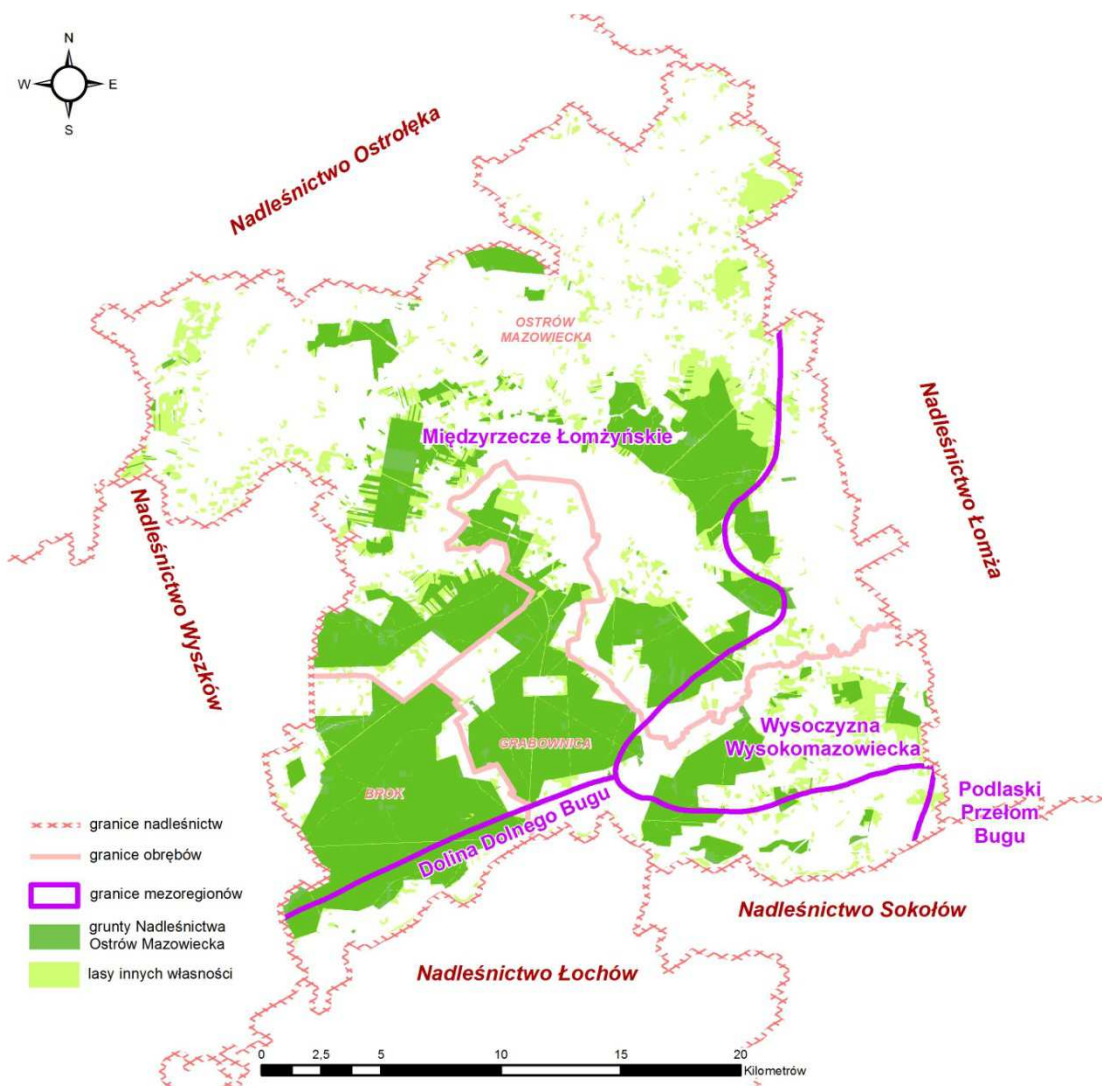 N
W E
S
Nadleśnictwo Ostrołęka
OSTRÓW
MAZOWIECKA
Międzyrzecze Łomżyńskie
Nadleśnictwo Łomża
Nadleśnictwo Wyszków
Wysoczyzna
Wysokomazowiecka
GRABOWNICA
BROK
Dolina Dolnego Bugu
Podlaski
Przełom
Bugu
granice nadleśnictw
granice obrębów
granice mezoregionów
grunty Nadleśnictwa
Ostrów Mazowiecka
lasy innych własności
Nadleśnictwo Sokołów
Nadleśnictwo Łochów
0 2,5 5 10 15 20
Kilometrów